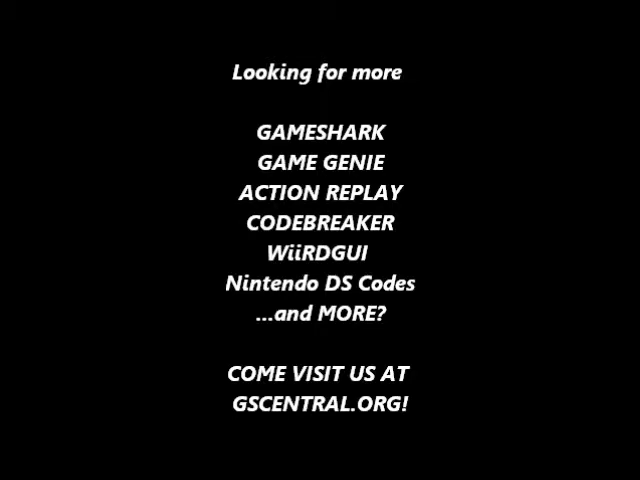 Looking for more
GAMESHARK
GAME GENIE
ACTION REPLAY
CODEBREAKER
WiiRDGUI
Nintendo DS Codes
...and MORE?
COME VISIT US AT
GSCENTRAL.ORG!